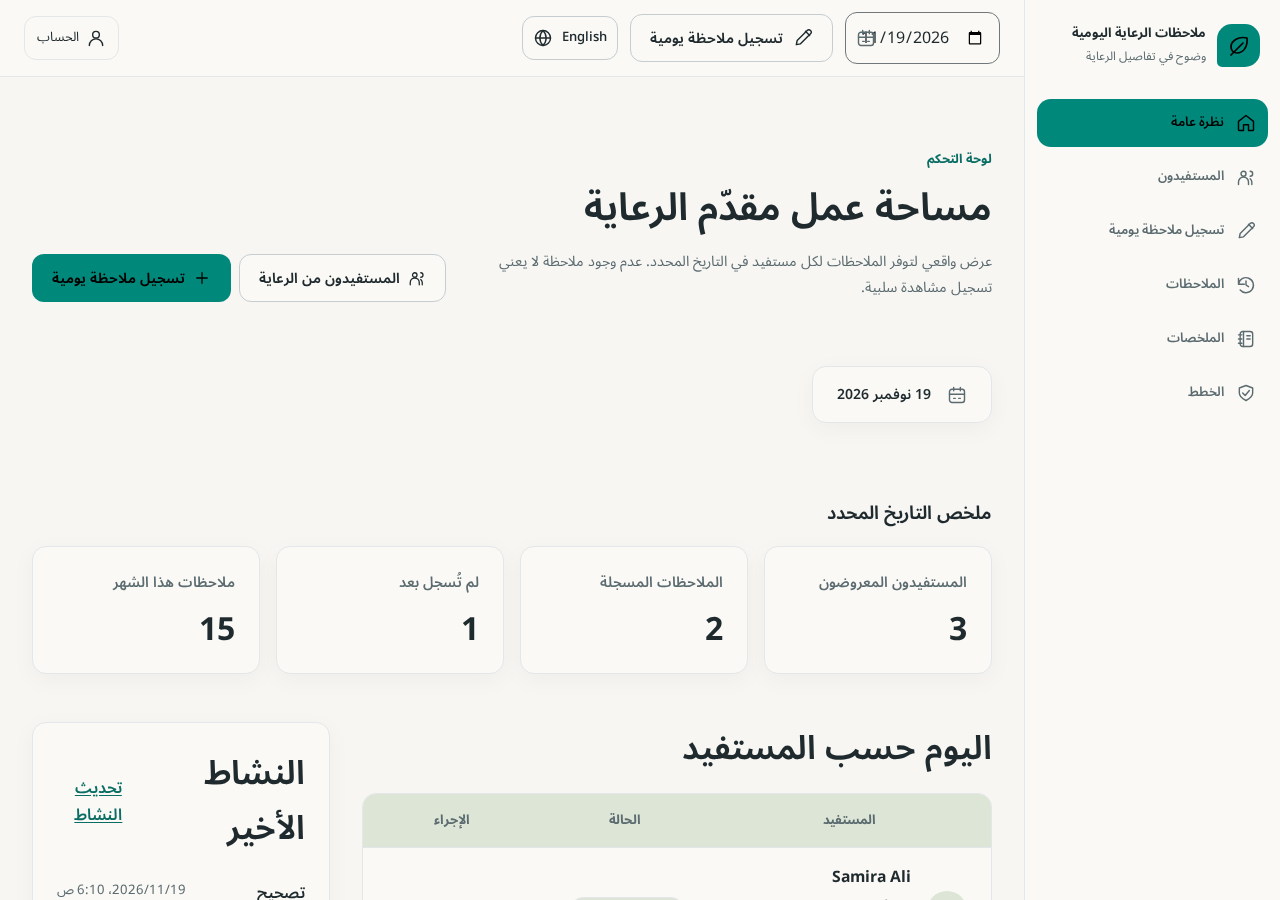 ملاحظات الرعاية اليومية
وضوح في تفاصيل الرعاية
نظرة عامة
المستفيدون
تسجيل ملاحظة يومية
الملاحظات
الملخصات
الخطط
/19/2026
تسجيل ملاحظة يومية
English
الحساب
لوحة التحكم
مساحة عمل مقدّم الرعاية
عرض واقعي لتوفر الملاحظات لكل مستفيد في التاريخ المحدد. عدم وجود ملاحظة لا يعني
تسجيل مشاهدة سلبية.
المستفيدون من الرعاية
تسجيل ملاحظة يومية
19 نوفمبر 2026
ملخص التاريخ المحدد
المستفيدون المعروضون
3
الملاحظات المسجلة
2
لم تُسجل بعد
1
ملاحظات هذا الشهر
15
اليوم حسب المستفيد
المستفيد
الحالة
الإجراء
Samira Ali
النشاط
الأخير
تحديث
النشاط
تصحيح
2026/11/19، 6:10 ص